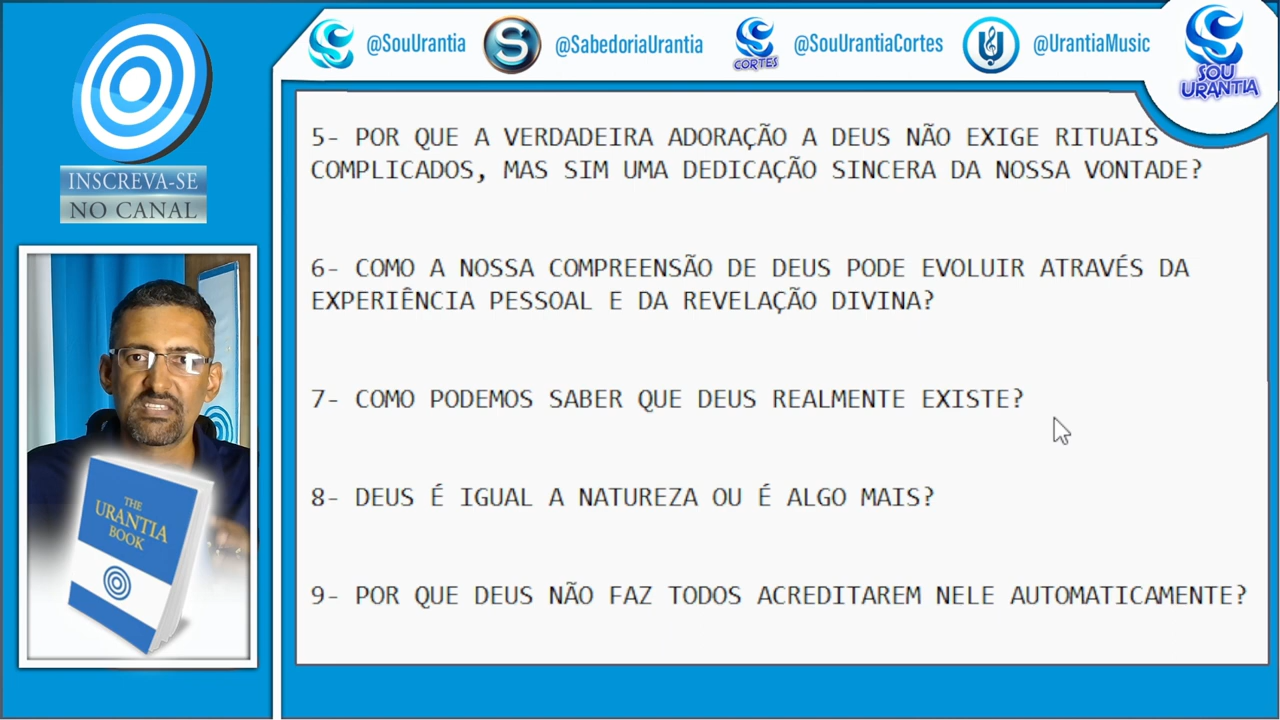 @SouUrantia
@SabedoriaUrantia
CORTES
@SouUrantiaCortes
@UrantiaMusic
SOU
URANTIA
INSCREVA-SE
NO CANAL
THE
URANTIA
BOOK
5- POR QUE A VERDADEIRA ADORAÇÃO A DEUS NÃO EXIGE RITUAIS
COMPLICADOS, MAS SIM UMA DEDICAÇÃO SINCERA DA NOSSA VONTADE?
6- COMO A NOSSA COMPREENSÃO DE DEUS PODE EVOLUIR ATRAVÉS DA
EXPERIÊNCIA PESSOAL E DA REVELAÇÃO DIVINA?
7- COMO PODEMOS SABER QUE DEUS REALMENTE EXISTE?
8- DEUS É IGUAL A NATUREZA OU É ALGO MAIS?
9- POR QUE DEUS NÃO FAZ TODOS ACREDITAREM NELE AUTOMATICAMENTE?